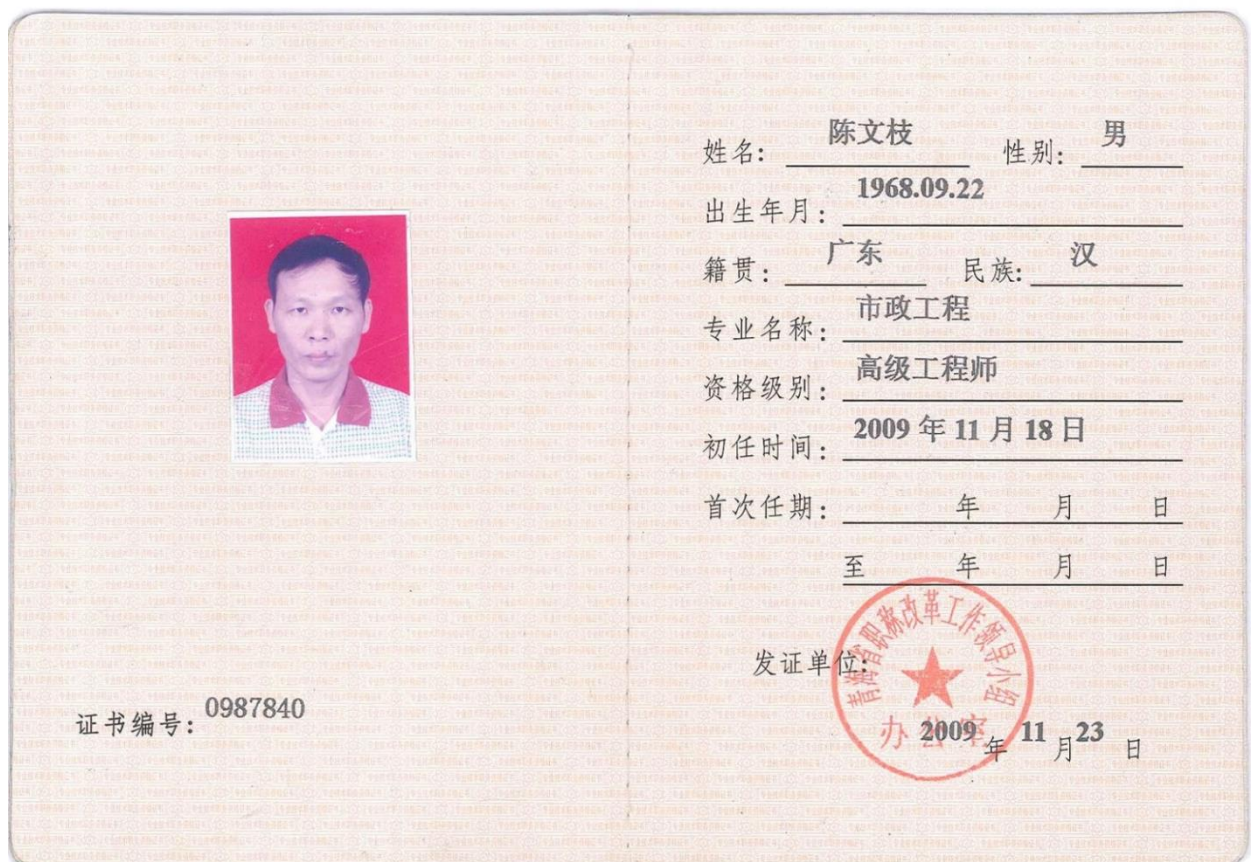 证书编号: 0987840
姓名: 陈文枝 性别: 男
出生年月: 1968.09.22
籍贯: 广东 民族: 汉
专业名称: 市政工程
资格级别: 高级工程师
初任时间: 2009 年 11 月 18 日
首次任期: 年 月 日
至 年 月 日
青海省职称改革工作领导小组
发证单位:
办公室
2009 年 11 月 23 日